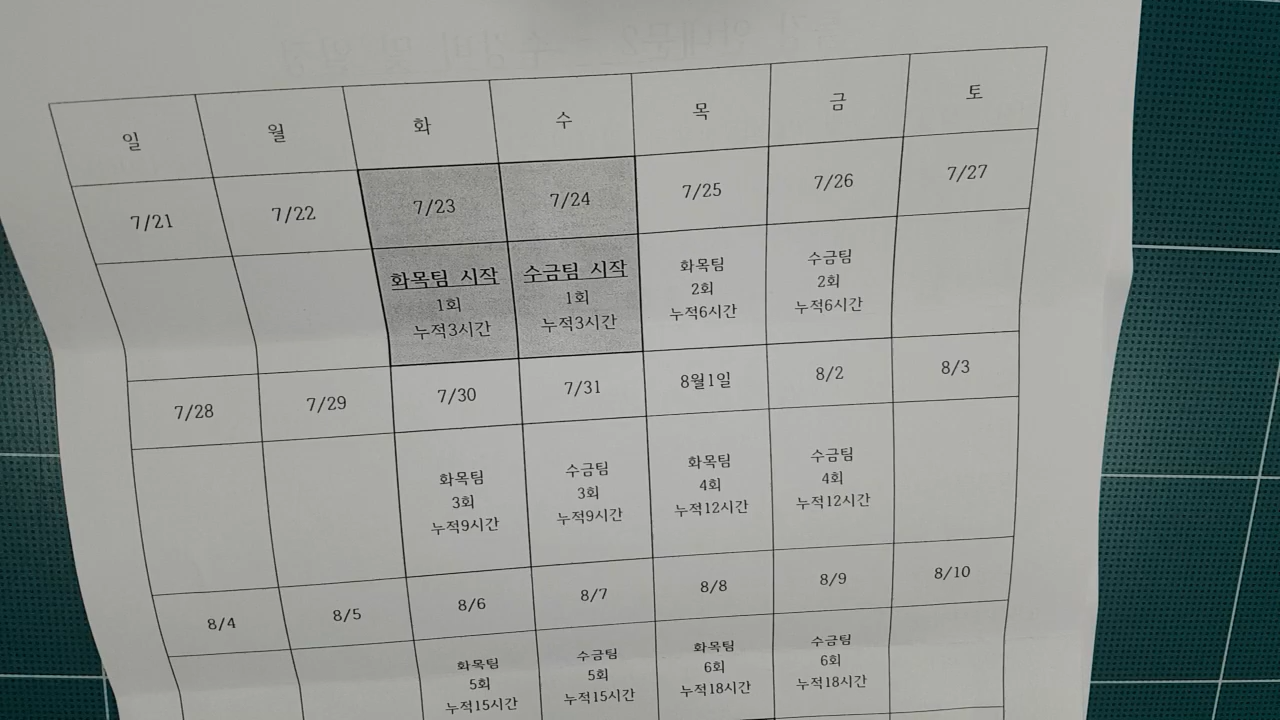 일 월 화 수 목 금 토
7/21 7/22 7/23 7/24 7/25 7/26 7/27
화목팀 시작 수금팀 시작 화목팀 수금팀
1회 1회 2회 2회
누적3시간 누적3시간 누적6시간 누적6시간
7/28 7/29 7/30 7/31 8월1일 8/2 8/3
화목팀 수금팀 화목팀 수금팀
3회 3회 4회 4회
누적9시간 누적9시간 누적12시간 누적12시간
8/4 8/5 8/6 8/7 8/8 8/9 8/10
화목팀 수금팀 화목팀 수금팀
5회 5회 6회 6회
누적15시간 누적15시간 누적18시간 누적18시간